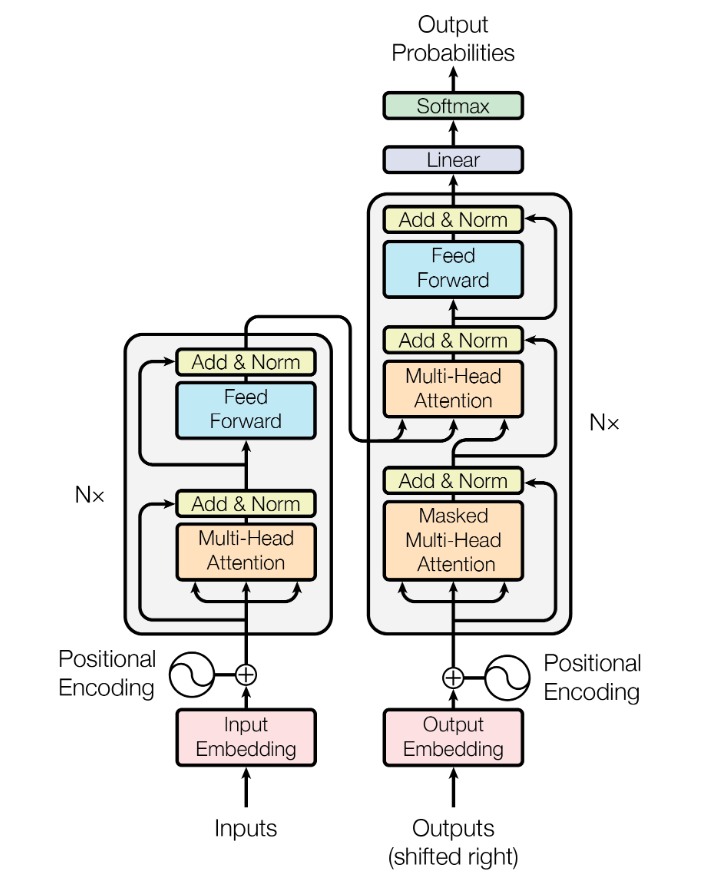 Output
Probabilities
Softmax
Linear
Add & Norm
Feed
Forward
Add & Norm
Multi-Head
Attention
Add & Norm
Masked
Multi-Head
Attention
Nx
Positional
Encoding
Output
Embedding
Outputs
(shifted right)
Add & Norm
Feed
Forward
Add & Norm
Multi-Head
Attention
N×
Positional
Encoding
Input
Embedding
Inputs